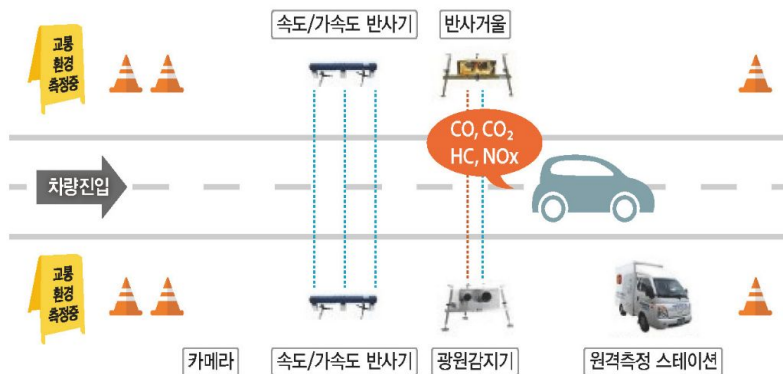 속도/가속도 반사기
반사거울
교통
환경
측정중
CO, CO₂
HC, NOx
차량진입
교통
환경
측정중
카메라
속도/가속도 반사기
광원감지기
원격측정 스테이션